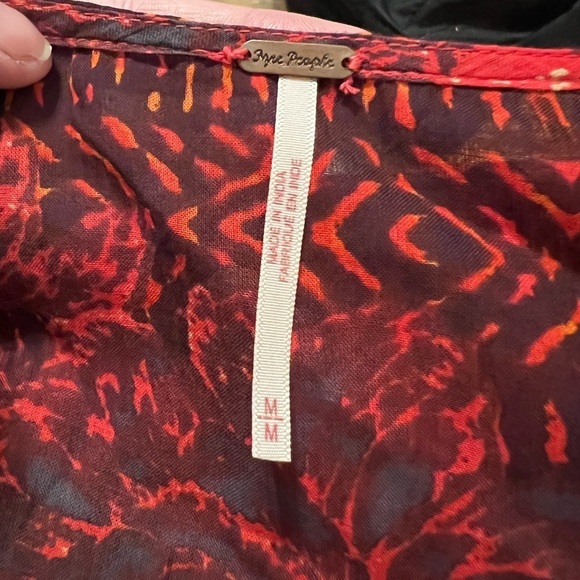 Free People
MADE IN INDIA
FABRIQUÉ EN INDE
M
M